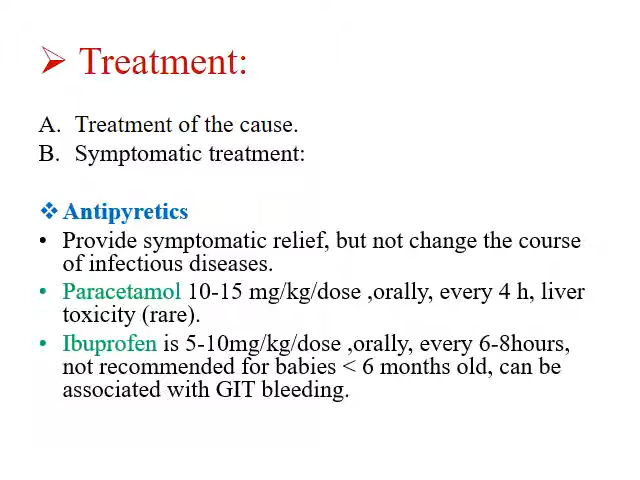 ➢ Treatment:
A. Treatment of the cause.
B. Symptomatic treatment:
❖ Antipyretics
• Provide symptomatic relief, but not change the course
of infectious diseases.
• Paracetamol 10-15 mg/kg/dose ,orally, every 4 h, liver
toxicity (rare).
• Ibuprofen is 5-10mg/kg/dose ,orally, every 6-8hours,
not recommended for babies < 6 months old, can be
associated with GIT bleeding.